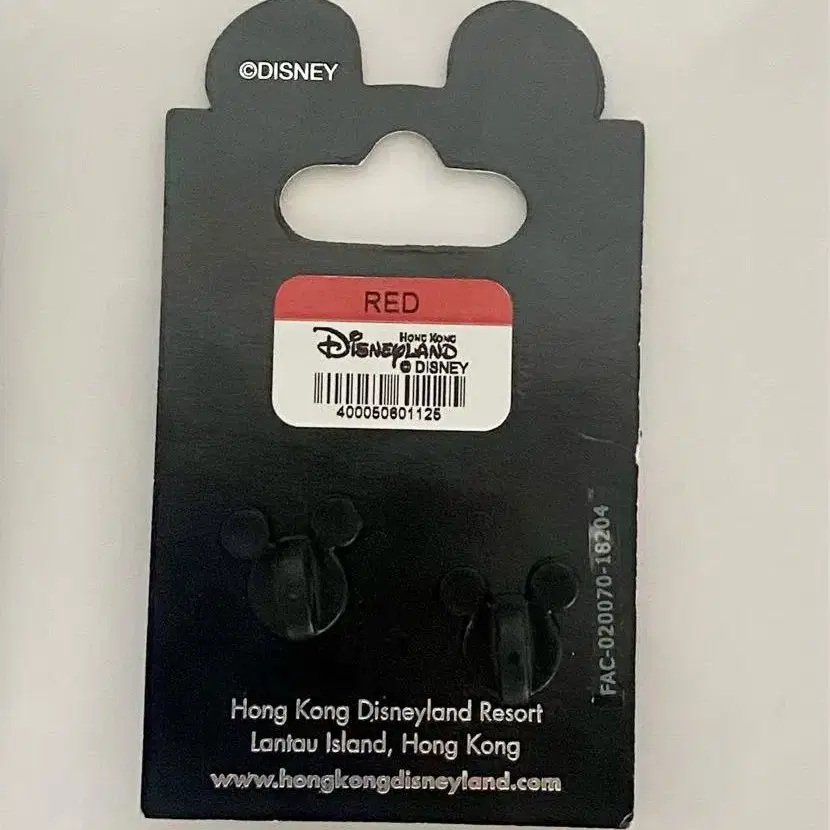 ©DISNEY
RED
HONG KONG
DISNEYLAND
© DISNEY
400050601125
FAC-020070-18204™
Hong Kong Disneyland Resort
Lantau Island, Hong Kong
www.hongkongdisneyland.com